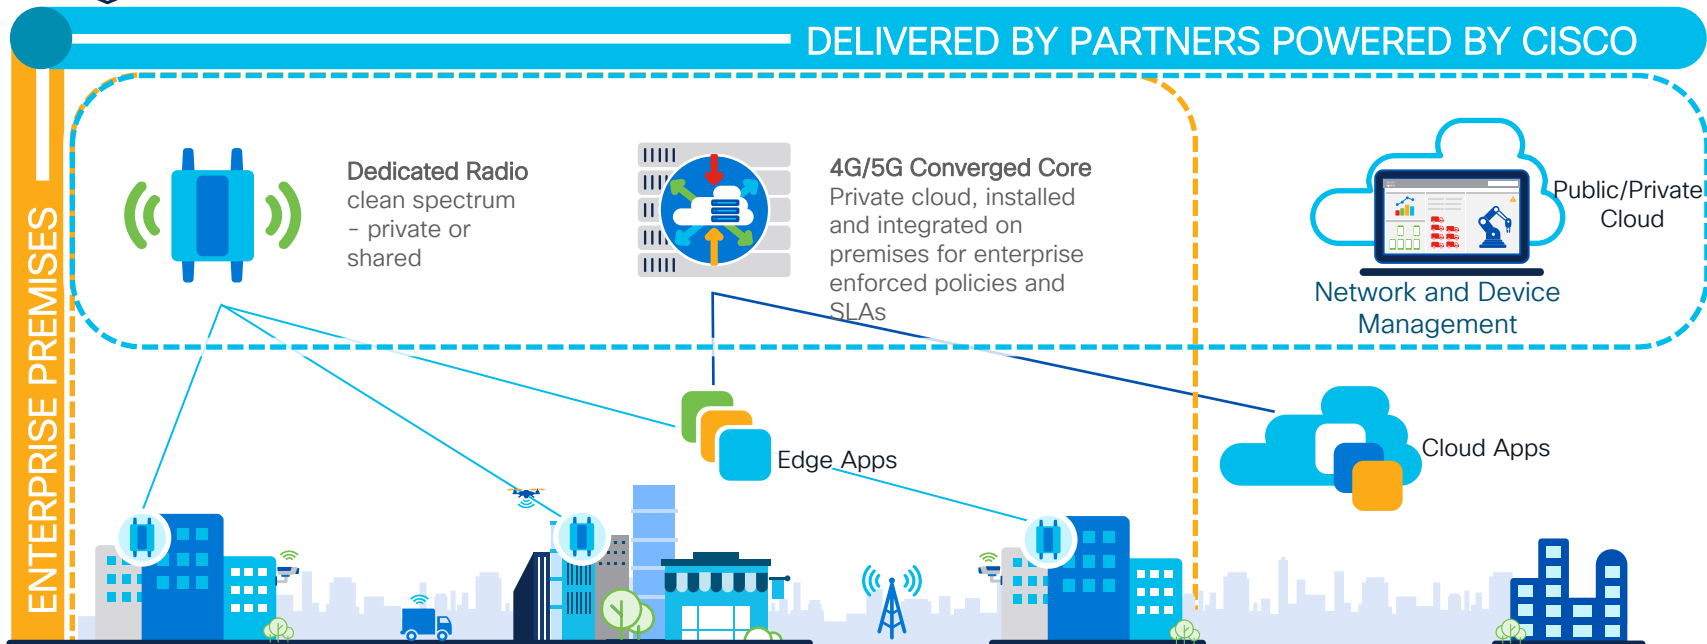 DELIVERED BY PARTNERS POWERED BY CISCO
ENTERPRISE PREMISES
Dedicated Radio
clean spectrum
- private or
shared
4G/5G Converged Core
Private cloud, installed
and integrated on
premises for enterprise
enforced policies and
SLAs
Public/Private
Cloud
Network and Device
Management
Edge Apps
Cloud Apps